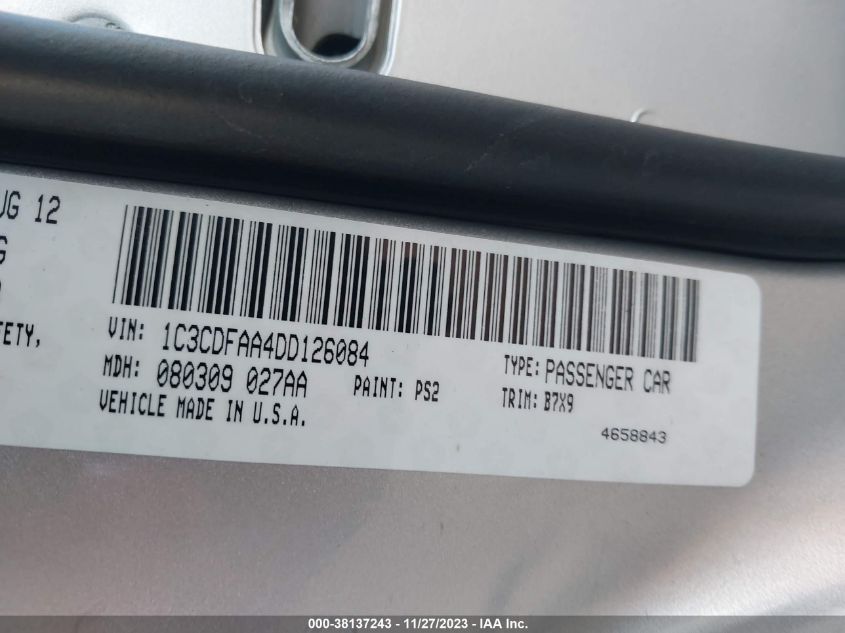 UG 12
G
ETY,
VIN: 1C3CDFAA4DD126084
MDH: 080309 027AA
PAINT: PS2
VEHICLE MADE IN U.S.A.
TYPE: PASSENGER CAR
TRIM: B7X9
4658843
000-38137243 - 11/27/2023 - IAA Inc.